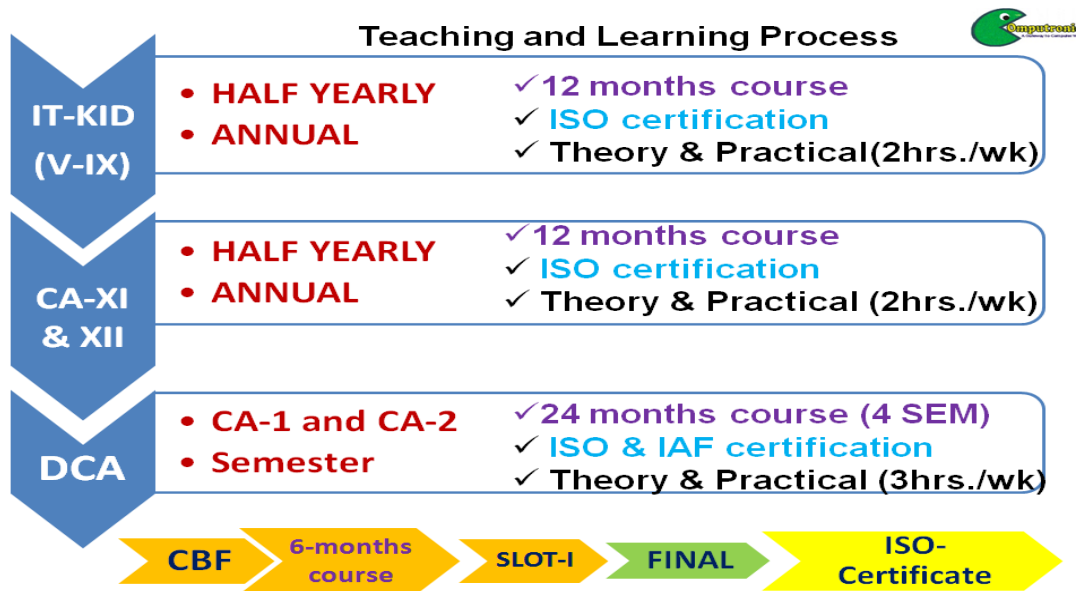 Teaching and Learning Process
IT-KID
(V-IX)
• HALF YEARLY
• ANNUAL
✓12 months course
✓ ISO certification
✓ Theory & Practical(2hrs./wk)
CA-XI
& XII
• HALF YEARLY
• ANNUAL
✓12 months course
✓ ISO certification
✓ Theory & Practical (2hrs./wk)
DCA
• CA-1 and CA-2
• Semester
✓24 months course (4 SEM)
✓ ISO & IAF certification
✓ Theory & Practical (3hrs./wk)
CBF
6-months
course
SLOT-I
FINAL
ISO-
Certificate